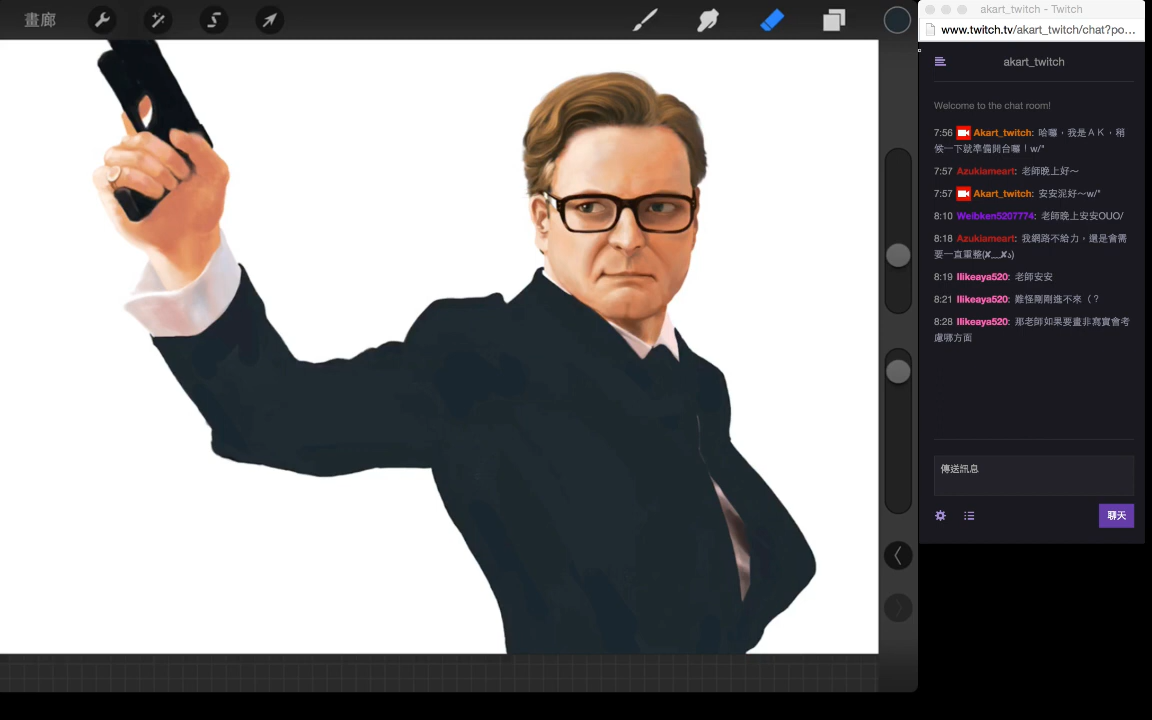 畫廊
akart_twitch - Twitch
www.twitch.tv/akart_twitch/chat?po...
akart_twitch
Welcome to the chat room!
7:56 Akart_twitch: 哈囉，我是ＡＫ，稍
候一下就準備開台囉！w/"
7:57 Azukiameart: 老師晚上好～
7:57 Akart_twitch: 安安泥好～w/"
8:10 Weibken5207774: 老師晚上安安OUO/
8:18 Azukiameart: 我網路不給力，還是會需
要一直重整(✘﹏✘ა)
8:19 Ilikeaya520: 老師安安
8:21 Ilikeaya520: 難怪剛剛進不來（？
8:28 Ilikeaya520: 那老師如果要畫非寫實會考
慮哪方面
傳送訊息
聊天